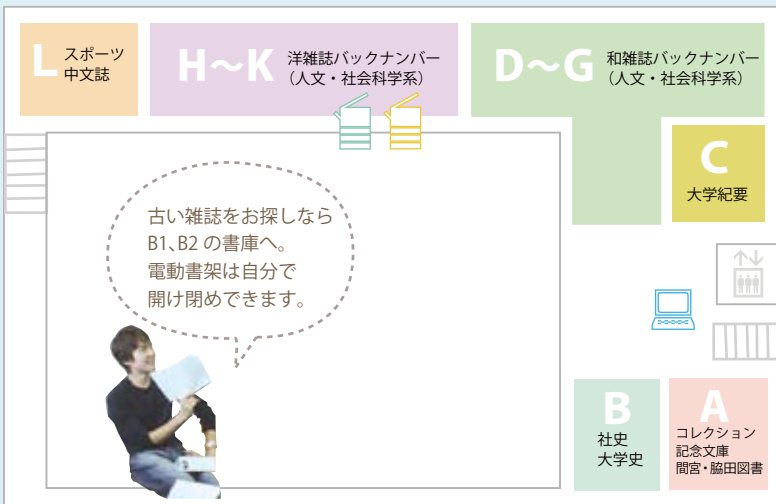 L
スポーツ
中文誌
H〜K
洋雑誌バックナンバー
（人文・社会科学系）
D〜G
和雑誌バックナンバー
（人文・社会科学系）
C
大学紀要
古い雑誌をお探しなら
B1、B2 の書庫へ。
電動書架は自分で
開け閉めできます。
B
社史
大学史
A
コレクション
記念文庫
間宮・脇田図書